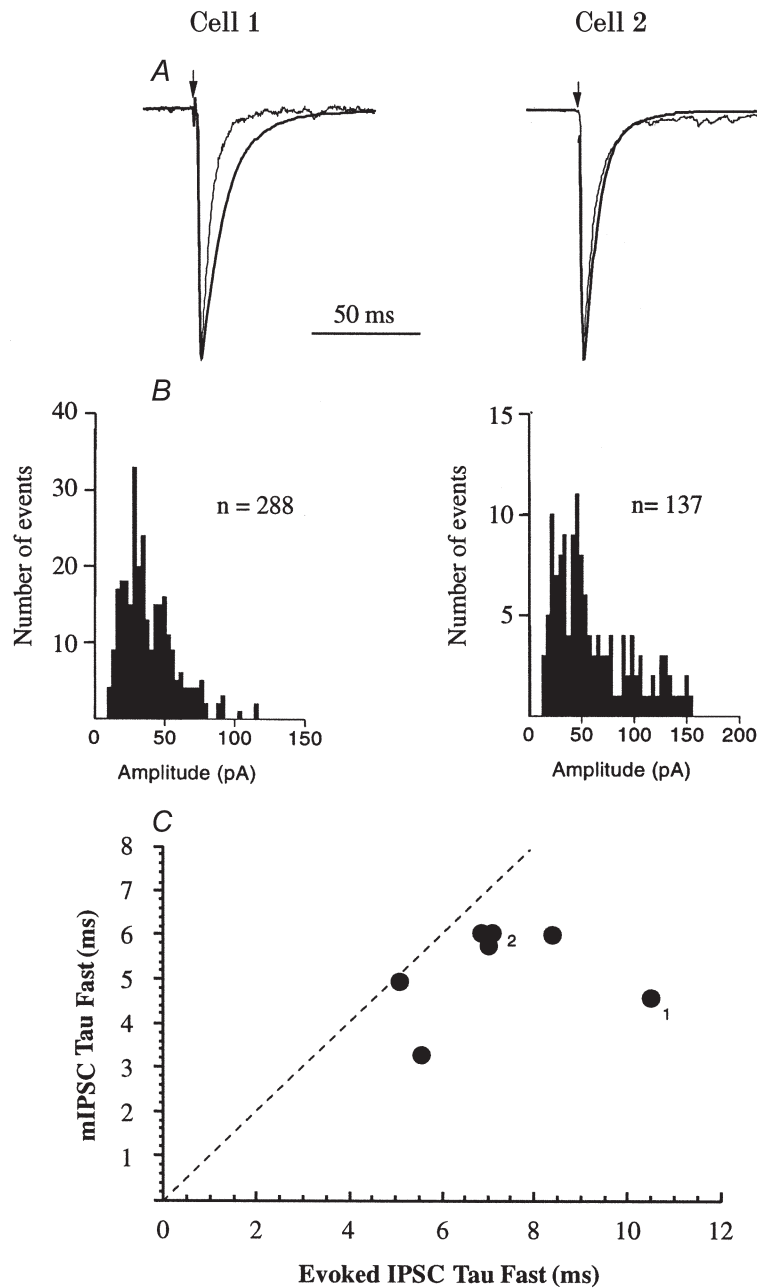 Cell 1
Cell 2
A
50 ms
B
40
30
20
10
Number of events
n = 288
0 50 100 150
Amplitude (pA)
15
10
5
Number of events
n= 137
0 50 100 150 200
Amplitude (pA)
C
8
7
6
5
4
3
2
1
mIPSC Tau Fast (ms)
2
1
0 2 4 6 8 10 12
Evoked IPSC Tau Fast (ms)